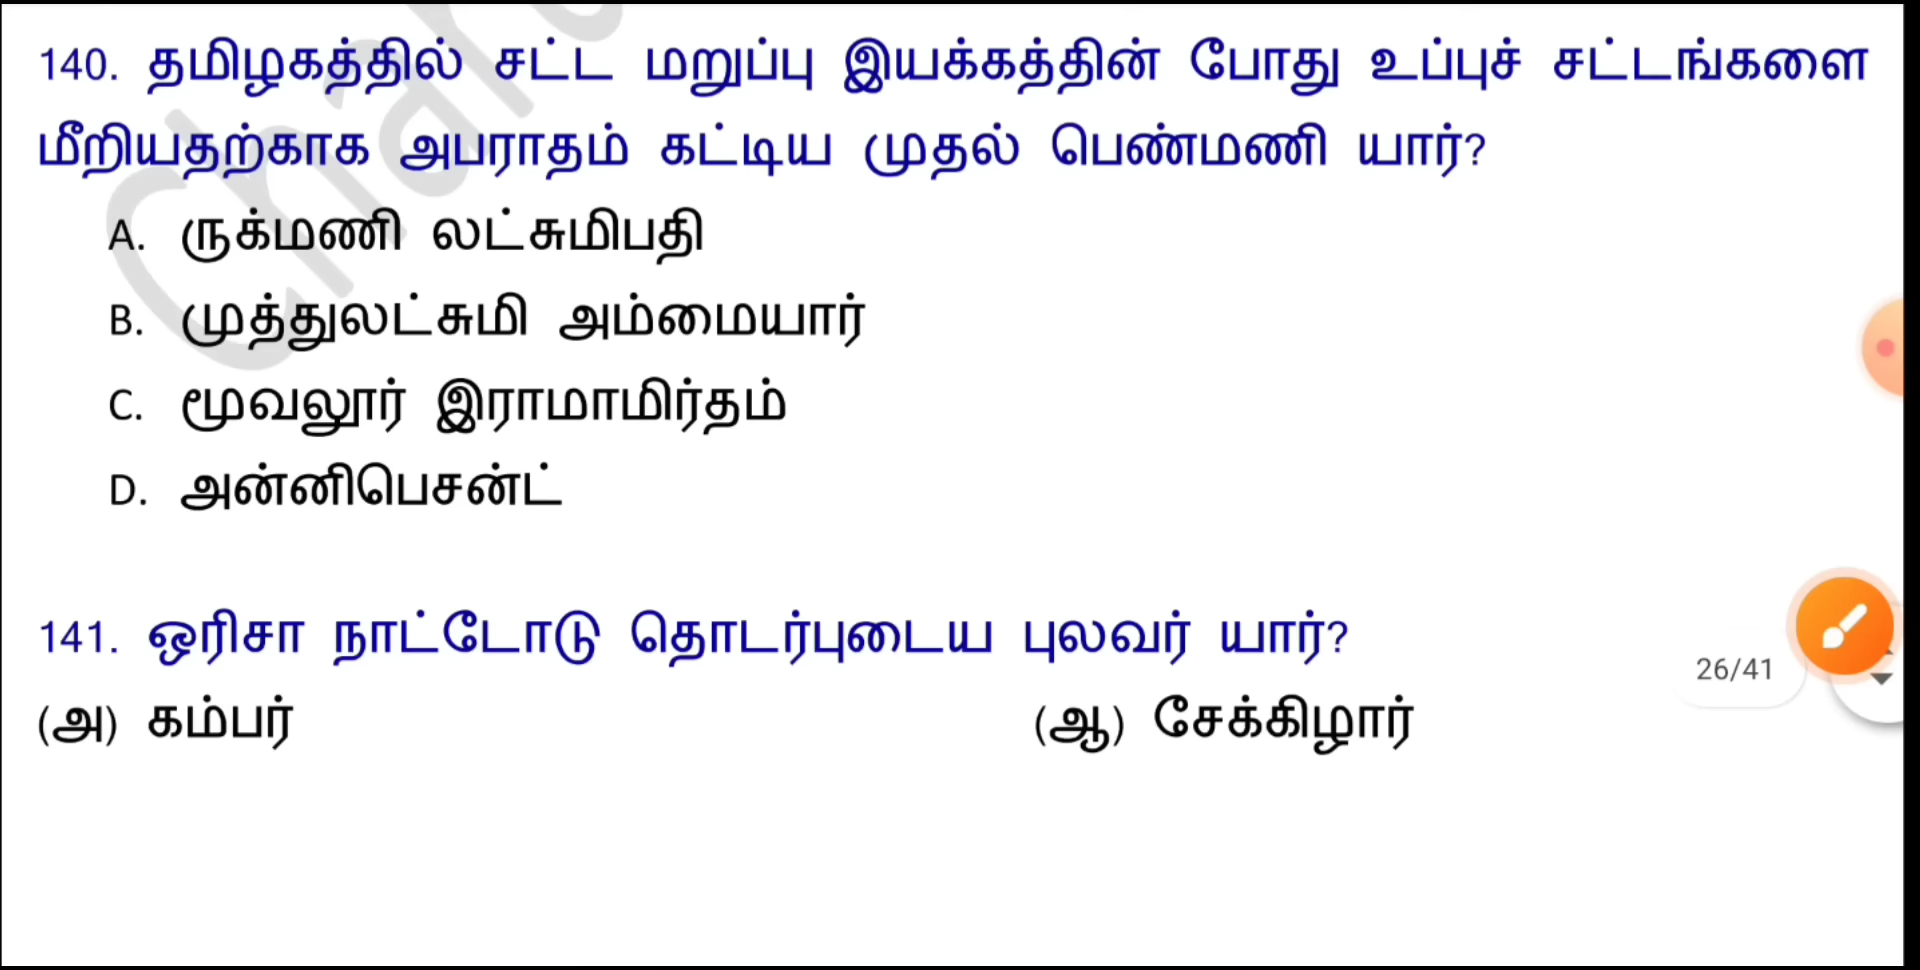 140. தமிழகத்தில் சட்ட மறுப்பு இயக்கத்தின் போது உப்புச் சட்டங்களை
மீறியதற்காக அபராதம் கட்டிய முதல் பெண்மணி யார்?
A. ருக்மணி லட்சுமிபதி
B. முத்துலட்சுமி அம்மையார்
C. மூவலூர் இராமாமிர்தம்
D. அன்னிபெசன்ட்
141. ஒரிசா நாட்டோடு தொடர்புடைய புலவர் யார்?
26/41
(அ) கம்பர் (ஆ) சேக்கிழார்